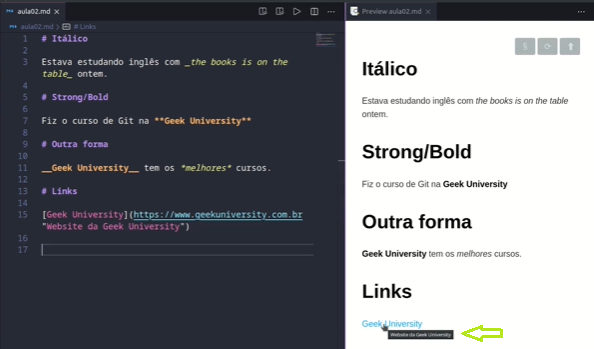 aula02.md
Preview aula02.md
aula02.md > # Links
1 # Itálico
2
3 Estava estudando inglês com _the books is on the
table_ ontem.
4
5 # Strong/Bold
6
7 Fiz o curso de Git na **Geek University**
8
9 # Outra forma
10
11 __Geek University__ tem os *melhores* cursos.
12
13 # Links
14
15 [Geek University](https://www.geekuniversity.com.br
"Website da Geek University")
16
17
Itálico
Estava estudando inglês com the books is on the table
ontem.
Strong/Bold
Fiz o curso de Git na Geek University
Outra forma
Geek University tem os melhores cursos.
Links
Geek University
Website da Geek University